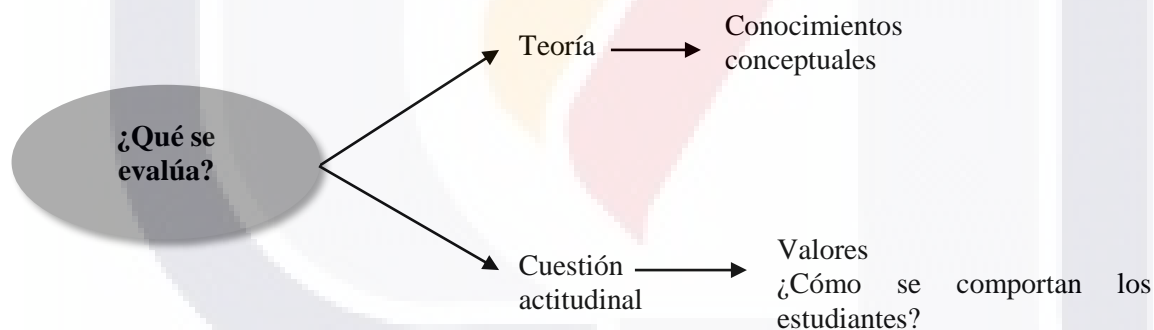 ¿Qué se
evalúa?
Teoría
Conocimientos
conceptuales
Cuestión
actitudinal
Valores
¿Cómo se comportan los
estudiantes?